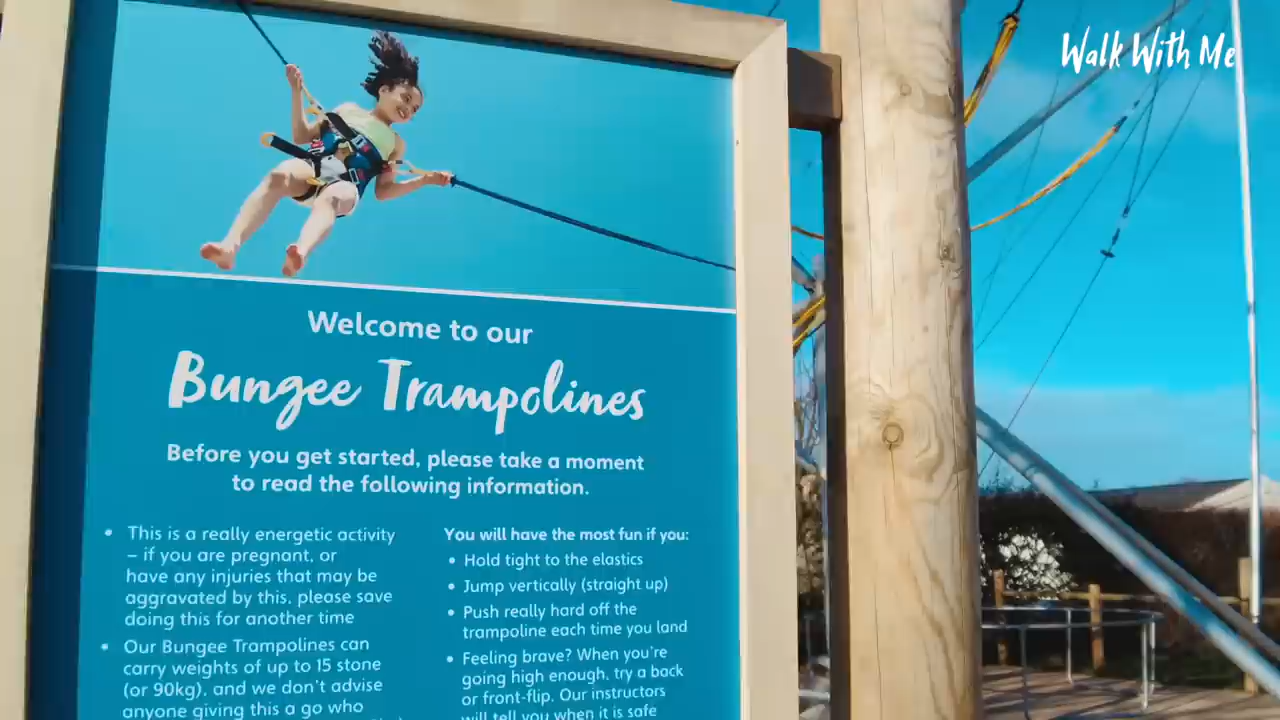 Walk With Me
Welcome to our
Bungee Trampolines
Before you get started, please take a moment
to read the following information.
• This is a really energetic activity
– if you are pregnant, or
have any injuries that may be
aggravated by this, please save
doing this for another time
• Our Bungee Trampolines can
carry weights of up to 15 stone
(or 90kg), and we don't advise
anyone giving this a go who
You will have the most fun if you:
• Hold tight to the elastics
• Jump vertically (straight up)
• Push really hard off the
trampoline each time you land
• Feeling brave? When you're
going high enough, try a back
or front-flip. Our instructors
will tell you when it is safe